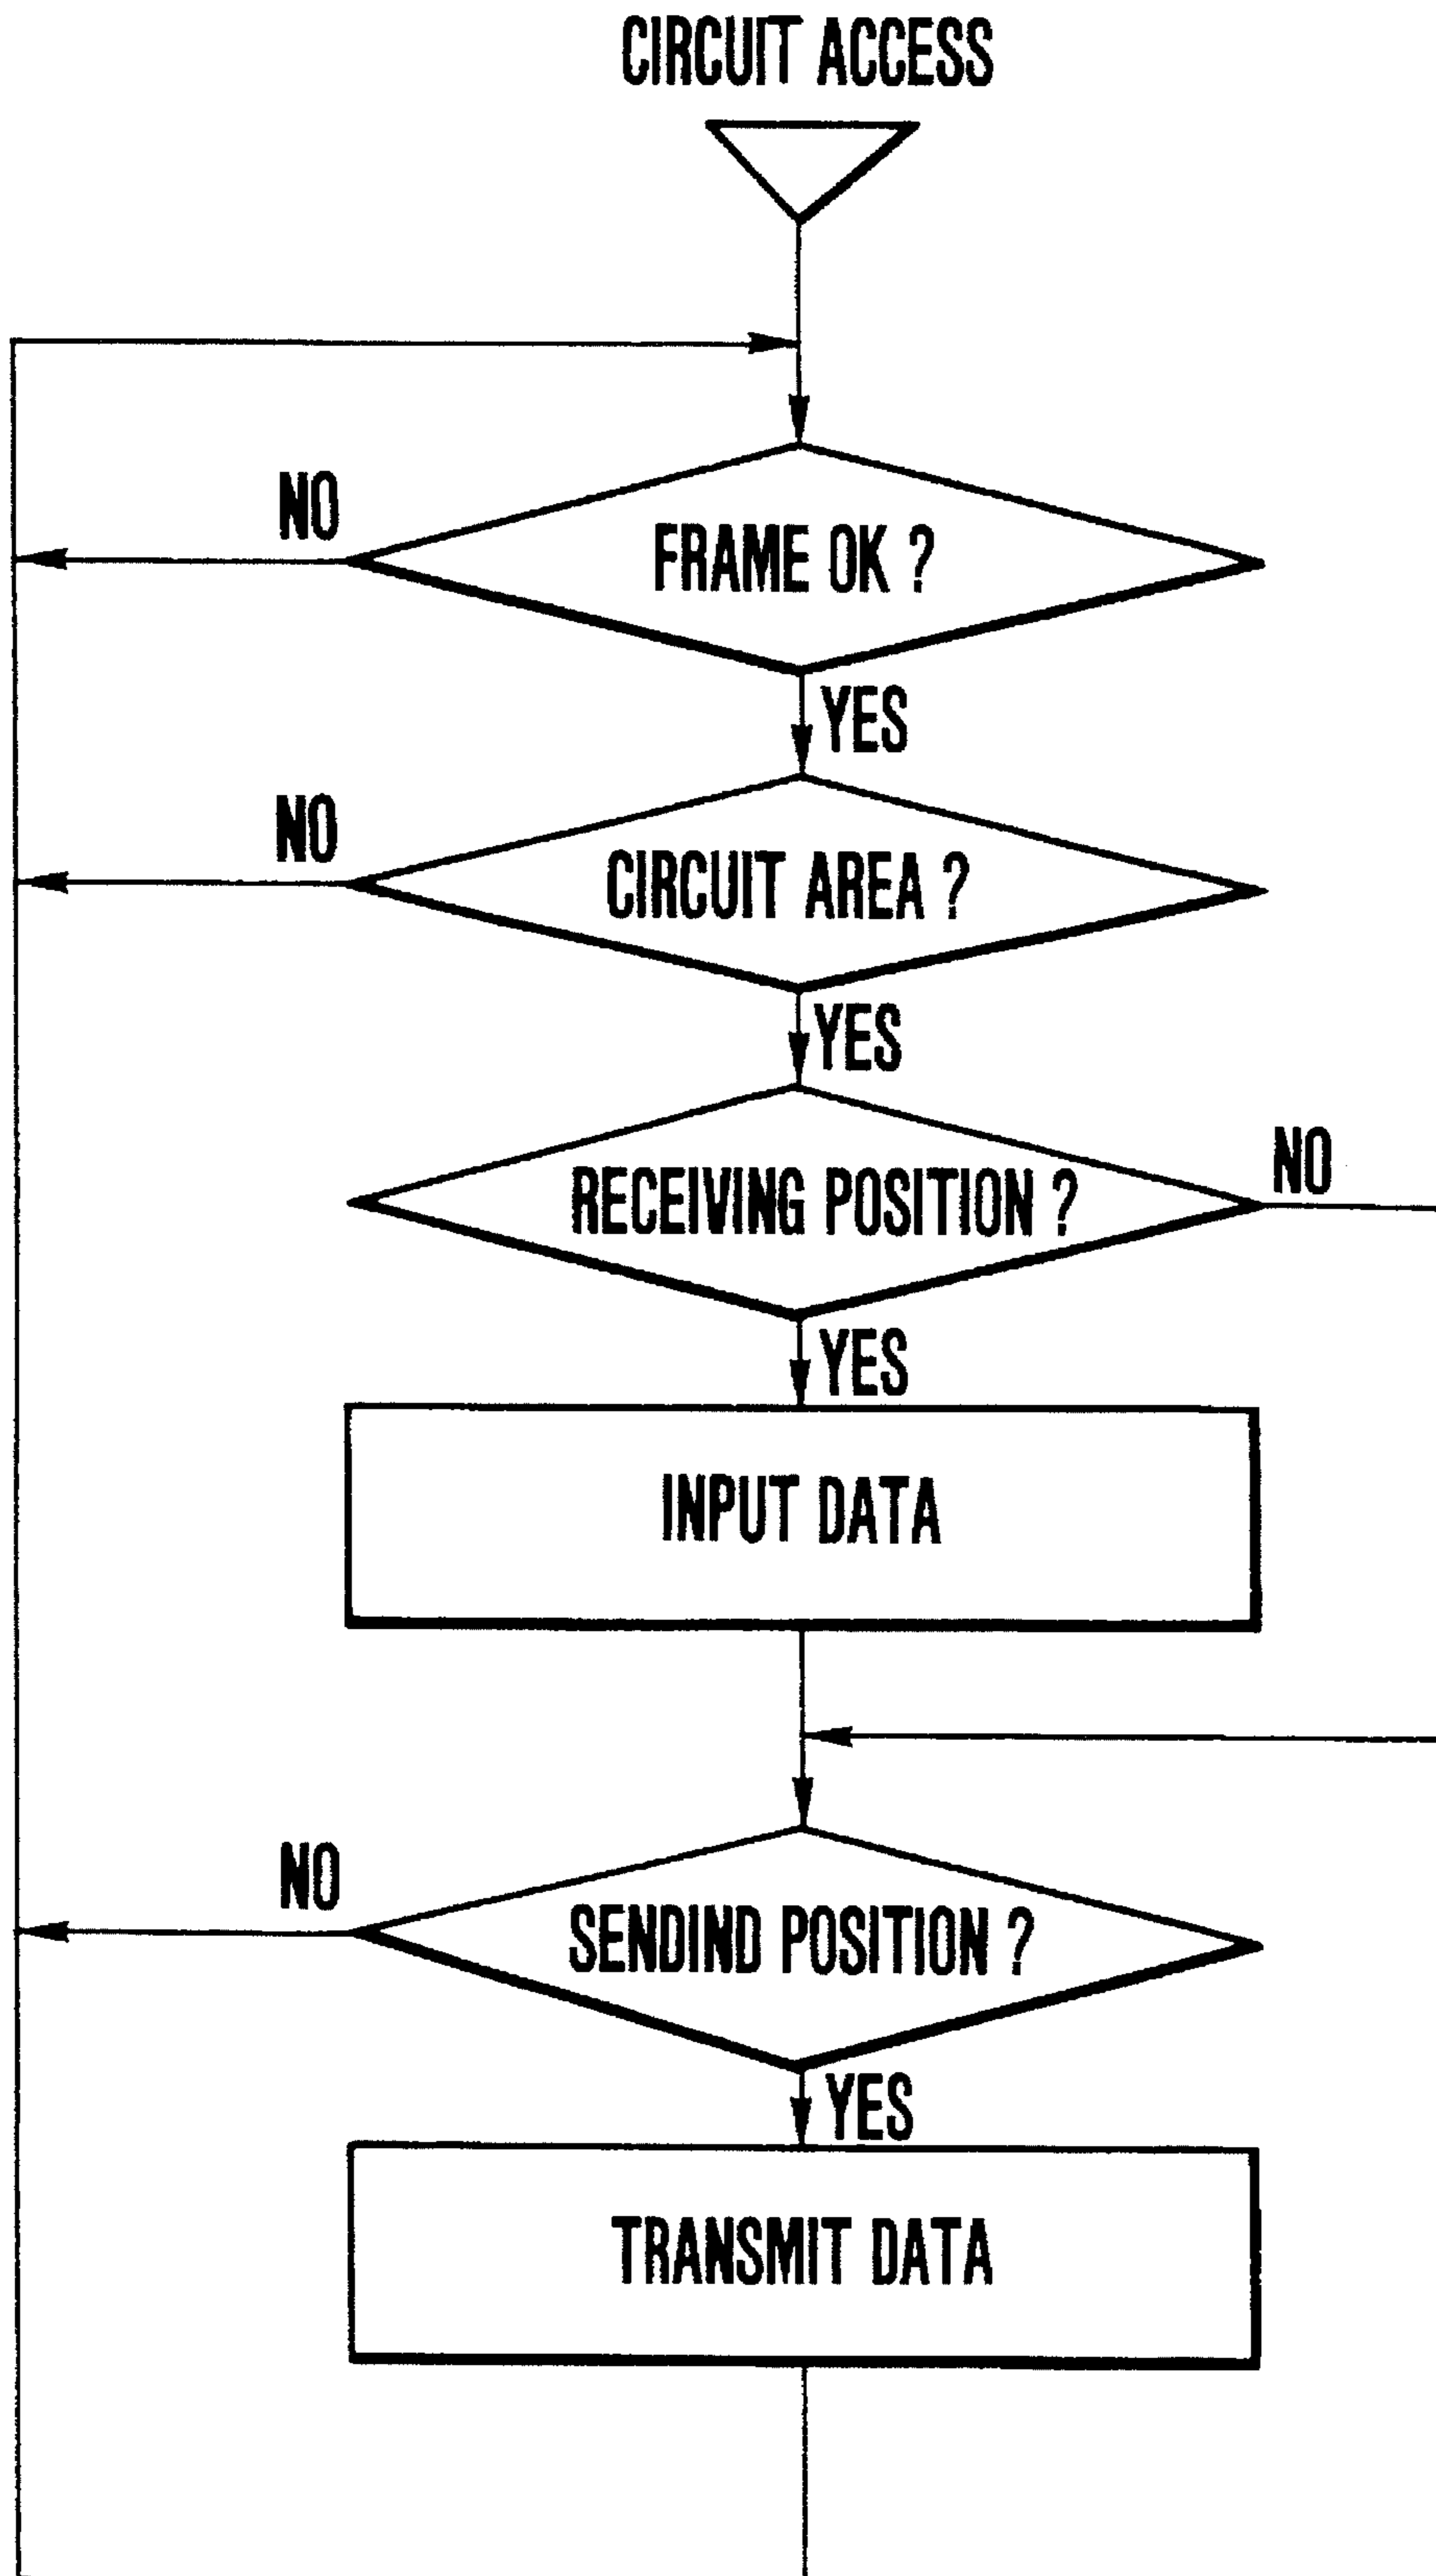 CIRCUIT ACCESS
NO
FRAME OK ?
YES
NO
CIRCUIT AREA ?
YES
NO
RECEIVING POSITION ?
YES
INPUT DATA
NO
SENDIND POSITION ?
YES
TRANSMIT DATA